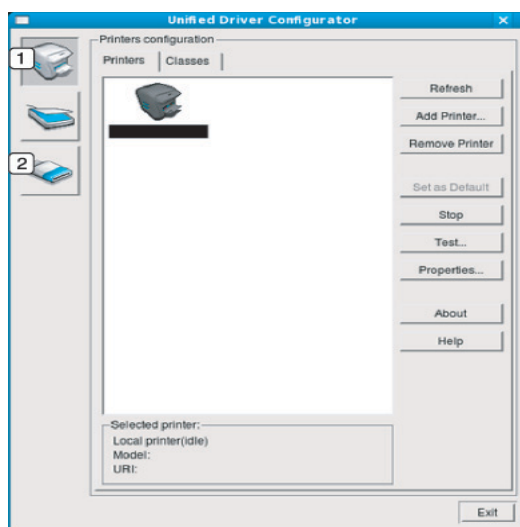 Unified Driver Configurator
Printers configuration
1
Printers
Classes
Refresh
Add Printer...
Remove Printer
2
Set as Default
Stop
Test...
Properties...
About
Help
Selected printer:
Local printer(idle)
Model:
URI:
Exit